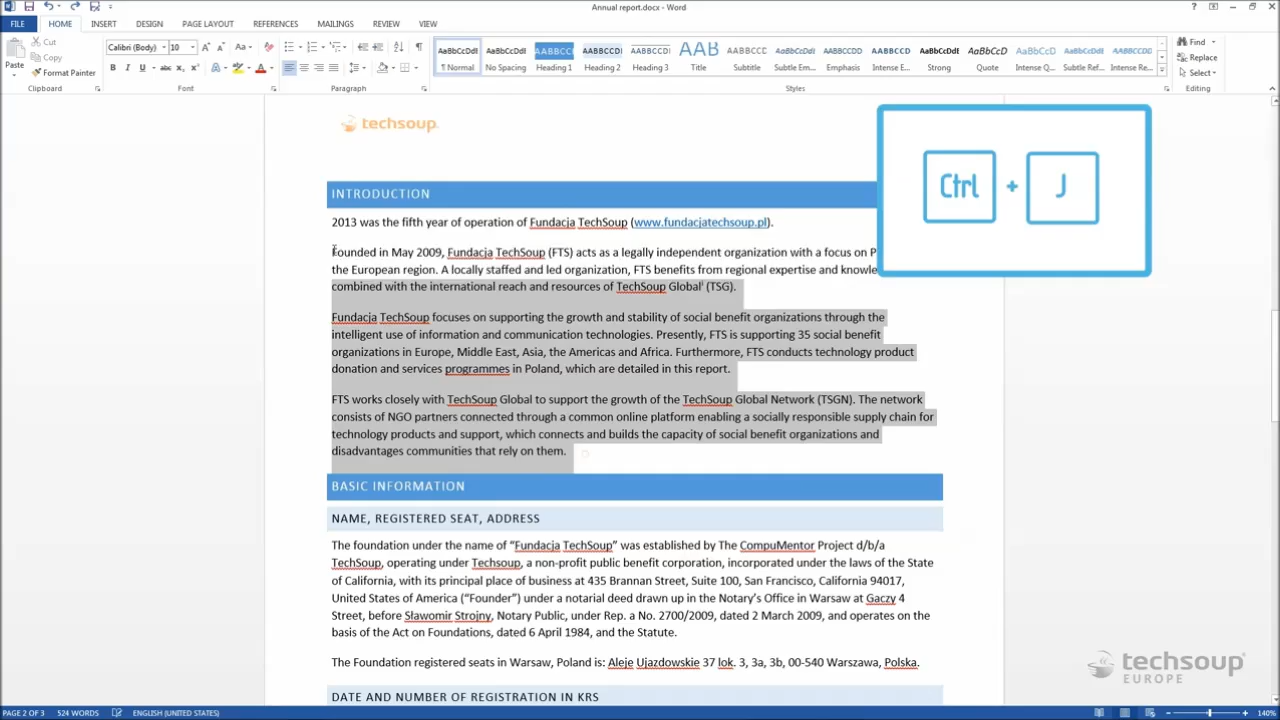 Annual report.docx - Word
FILE HOME INSERT DESIGN PAGE LAYOUT REFERENCES MAILINGS REVIEW VIEW
Paste Cut Copy Format Painter
Calibri (Body) 10
AaBbCcDdE AaBbCcDdE AABBCC AABBCCDD AABBCCDD AAB AABBCCDD AaBbCcDdE AABBCCDD AABBCCDD AaBbCcDdE AaBbCcD AaBbCcD AABBCCDD AABBCCDD
¶ Normal No Spacing Heading 1 Heading 2 Heading 3 Title Subtitle Subtle Em... Emphasis Intense E... Strong Quote Intense Q... Subtle Ref... Intense Re...
Find Replace Select
Clipboard Font Paragraph Styles Editing
techsoup
Ctrl + J
INTRODUCTION
2013 was the fifth year of operation of Fundacja TechSoup (www.fundacjatechsoup.pl).
Founded in May 2009, Fundacja TechSoup (FTS) acts as a legally independent organization with a focus on P
the European region. A locally staffed and led organization, FTS benefits from regional expertise and knowle
combined with the international reach and resources of TechSoup Globalⁱ (TSG).
Fundacja TechSoup focuses on supporting the growth and stability of social benefit organizations through the
intelligent use of information and communication technologies. Presently, FTS is supporting 35 social benefit
organizations in Europe, Middle East, Asia, the Americas and Africa. Furthermore, FTS conducts technology product
donation and services programmes in Poland, which are detailed in this report.
FTS works closely with TechSoup Global to support the growth of the TechSoup Global Network (TSGN). The network
consists of NGO partners connected through a common online platform enabling a socially responsible supply chain for
technology products and support, which connects and builds the capacity of social benefit organizations and
disadvantages communities that rely on them.
BASIC INFORMATION
NAME, REGISTERED SEAT, ADDRESS
The foundation under the name of “Fundacja TechSoup” was established by The CompuMentor Project d/b/a
TechSoup, operating under Techsoup, a non-profit public benefit corporation, incorporated under the laws of the State
of California, with its principal place of business at 435 Brannan Street, Suite 100, San Francisco, California 94017,
United States of America (“Founder”) under a notarial deed drawn up in the Notary’s Office in Warsaw at Gaczy 4
Street, before Sławomir Strojny, Notary Public, under Rep. a No. 2700/2009, dated 2 March 2009, and operates on the
basis of the Act on Foundations, dated 6 April 1984, and the Statute.
The Foundation registered seats in Warsaw, Poland is: Aleje Ujazdowskie 37 lok. 3, 3a, 3b, 00-540 Warszawa, Polska.
DATE AND NUMBER OF REGISTRATION IN KRS
techsoup
EUROPE
PAGE 2 OF 3 524 WORDS ENGLISH (UNITED STATES) 140%